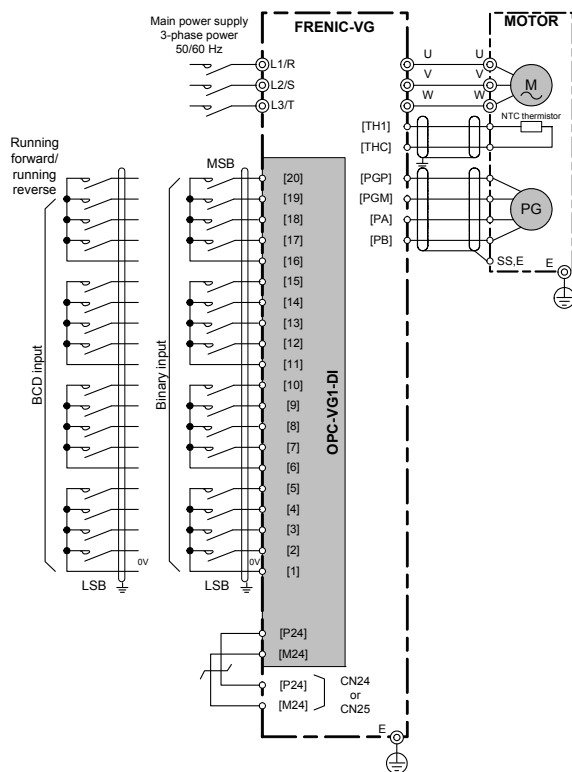 Main power supply
3-phase power
50/60 Hz
FRENIC-VG
MOTOR
L1/R
L2/S
L3/T
U
V
W
U
V
W
M
[TH1]
[THC]
NTC thermistor
[PGP]
[PGM]
[PA]
[PB]
PG
SS,E
E
Running
forward/
running
reverse
MSB
BCD input
Binary input
OPC-VG1-DI
[20]
[19]
[18]
[17]
[16]
[15]
[14]
[13]
[12]
[11]
[10]
[9]
[8]
[7]
[6]
[5]
[4]
[3]
[2]
[1]
0V
0V
LSB
LSB
[P24]
[M24]
[P24]
[M24]
CN24
or
CN25
E